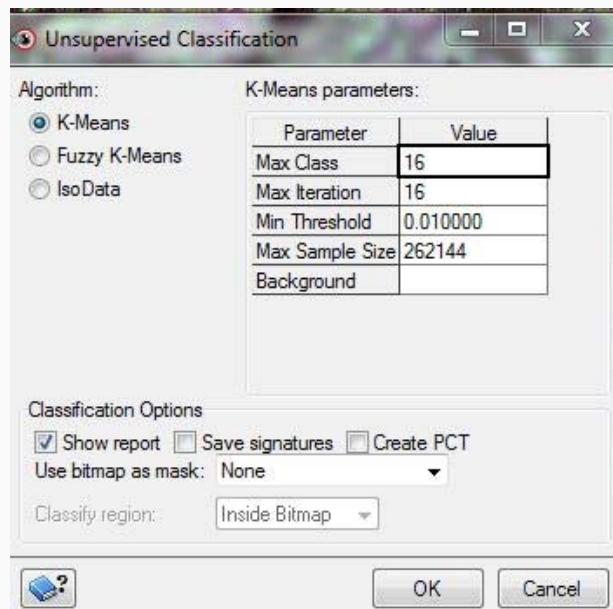 Unsupervised Classification
Algorithm:
K-Means
Fuzzy K-Means
IsoData
K-Means parameters:
Parameter Value
Max Class 16
Max Iteration 16
Min Threshold 0.010000
Max Sample Size 262144
Background
Classification Options
Show report Save signatures Create PCT
Use bitmap as mask: None
Classify region: Inside Bitmap
? OK Cancel